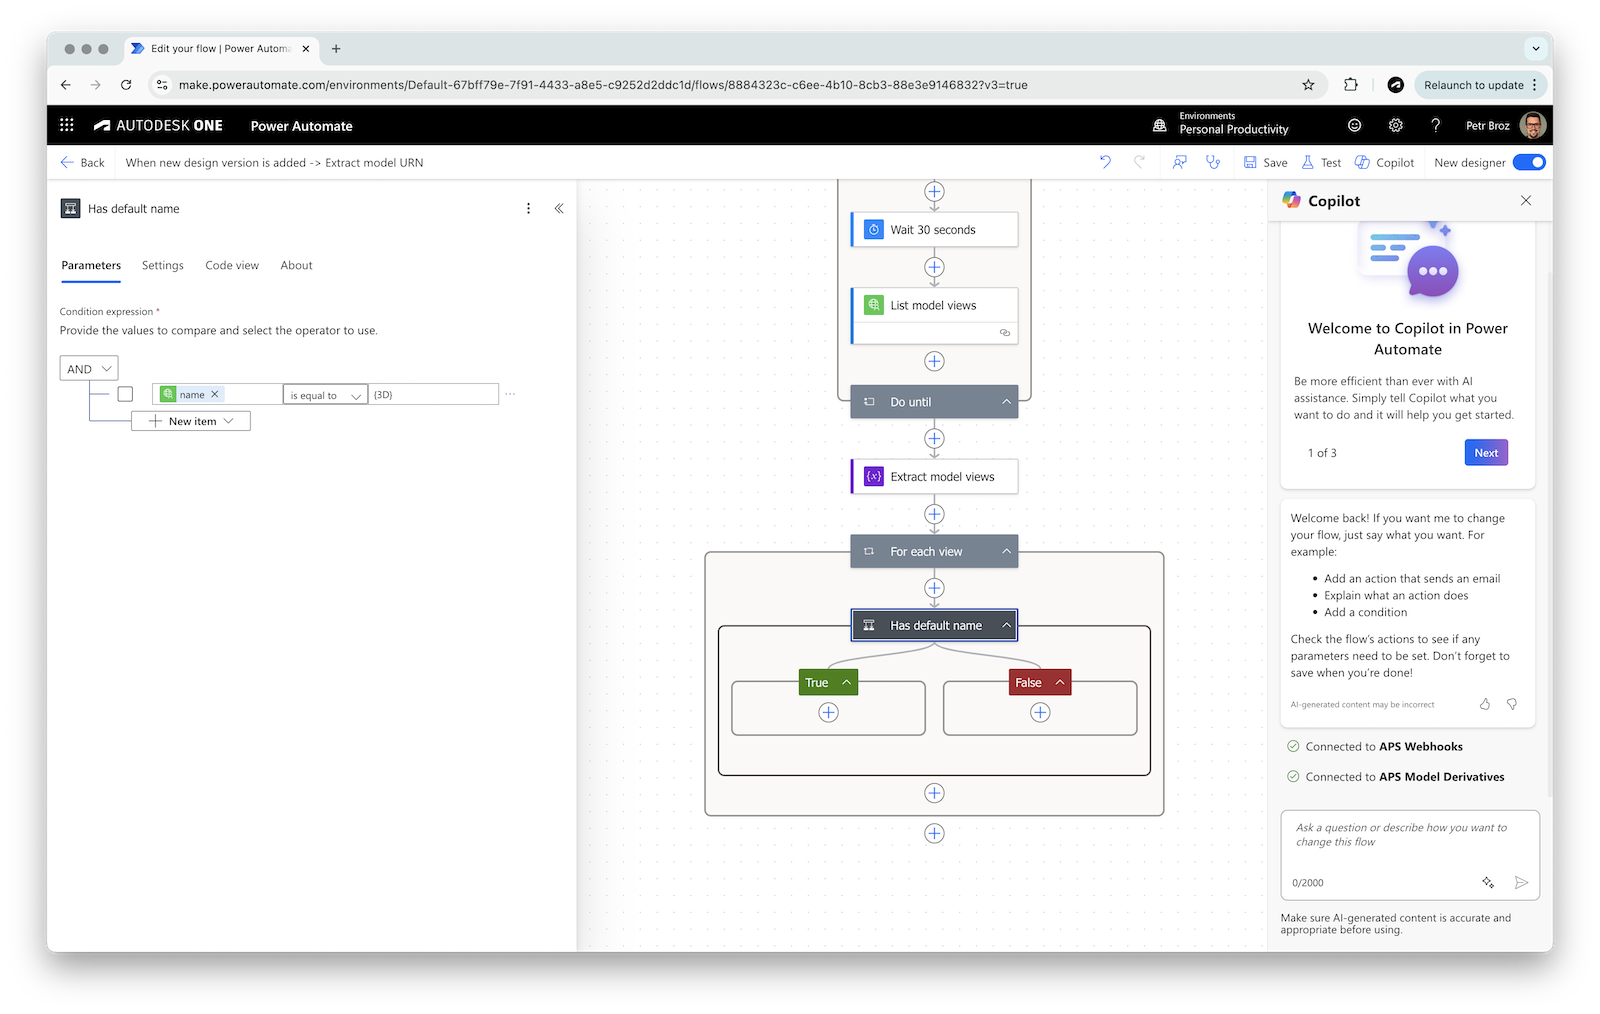 Edit your flow | Power Automa
make.powerautomate.com/environments/Default-67bff79e-7f91-4433-a8e5-c9252d2ddc1d/flows/8884323c-c6ee-4b10-8cb3-88e3e9146832?v3=true
Relaunch to update
AUTODESK ONE
Power Automate
Environments
Personal Productivity
?
Petr Broz
Back
When new design version is added -> Extract model URN
Save
Test
Copilot
New designer
Has default name
Parameters
Settings
Code view
About
Condition expression *
Provide the values to compare and select the operator to use.
AND
name
is equal to
{3D}
New item
Wait 30 seconds
List model views
Do until
{x}
Extract model views
For each view
Has default name
True
False
Copilot
Welcome to Copilot in Power
Automate
Be more efficient than ever with AI
assistance. Simply tell Copilot what you
want to do and it will help you get started.
1 of 3
Next
Welcome back! If you want me to change
your flow, just say what you want. For
example:
• Add an action that sends an email
• Explain what an action does
• Add a condition
Check the flow's actions to see if any
parameters need to be set. Don't forget to
save when you're done!
AI-generated content may be incorrect
Connected to APS Webhooks
Connected to APS Model Derivatives
Ask a question or describe how you want to
change this flow
0/2000
Make sure AI-generated content is accurate and
appropriate before using.